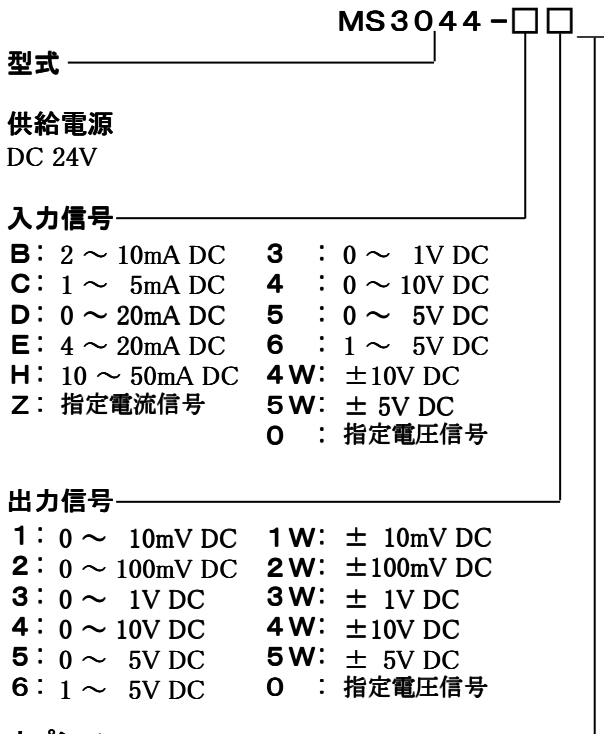 MS3044-□□
型式
供給電源
DC 24V
入力信号
B: 2 ～ 10mA DC 3 : 0 ～ 1V DC
C: 1 ～ 5mA DC 4 : 0 ～ 10V DC
D: 0 ～ 20mA DC 5 : 0 ～ 5V DC
E: 4 ～ 20mA DC 6 : 1 ～ 5V DC
H: 10 ～ 50mA DC 4W: ±10V DC
Z: 指定電流信号 5W: ± 5V DC
0 : 指定電圧信号
出力信号
1: 0 ～ 10mV DC 1W: ± 10mV DC
2: 0 ～ 100mV DC 2W: ±100mV DC
3: 0 ～ 1V DC 3W: ± 1V DC
4: 0 ～ 10V DC 4W: ±10V DC
5: 0 ～ 5V DC 5W: ± 5V DC
6: 1 ～ 5V DC 0 : 指定電圧信号